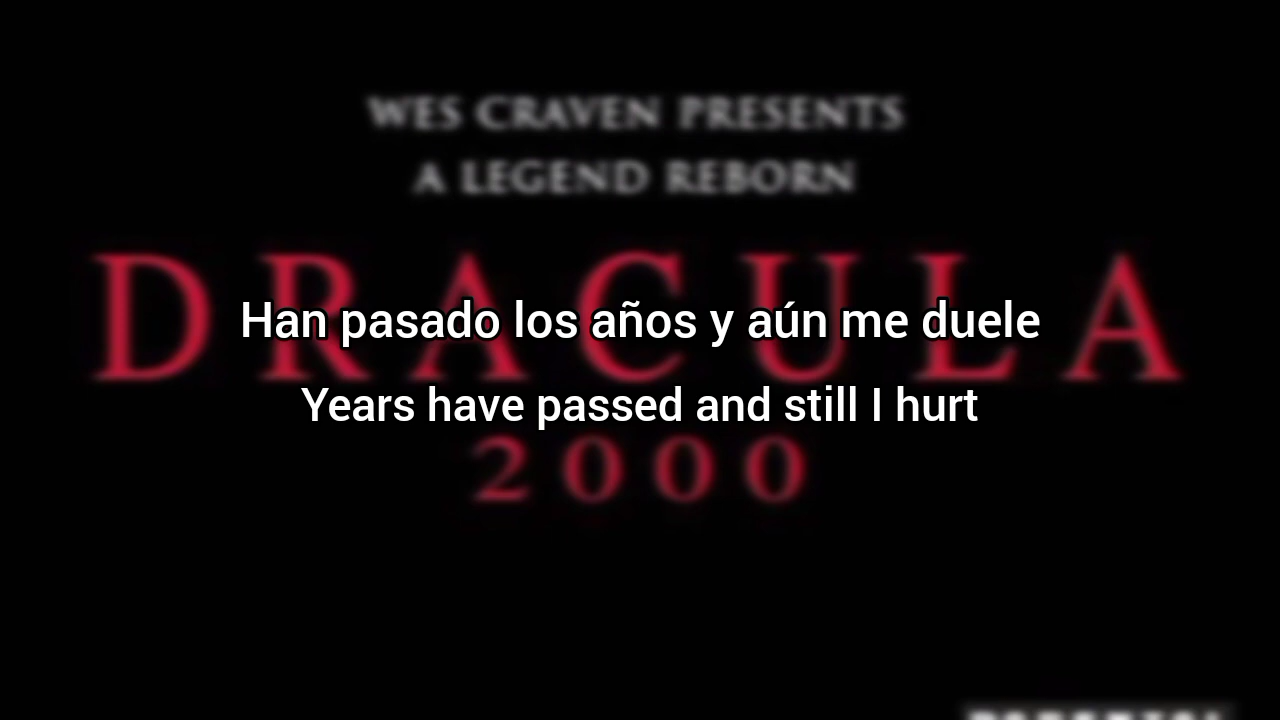 WES CRAVEN PRESENTS
A LEGEND REBORN
DRACULA
Han pasado los años y aún me duele
Years have passed and still I hurt
2000